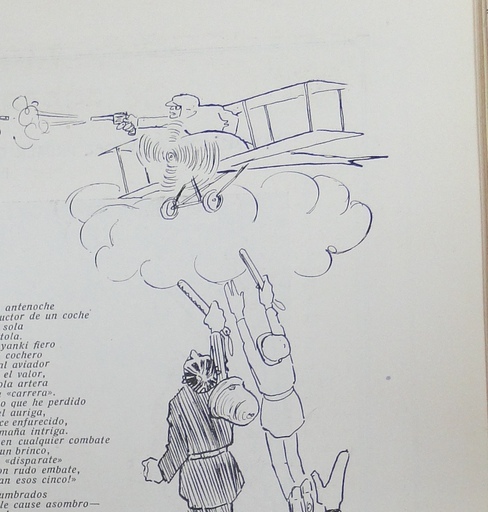 antenoche
uctor de un coche
sola
tola.
yanki fiero
cochero
al aviador
el valor,
ola artera
«carrera».
o que he perdido
el auriga,
ce enfurecido,
maña intriga.
en cualquier combate
un brinco,
«disparate»
on rudo embate,
an esos cinco!»
umbrados
le cause asombro—